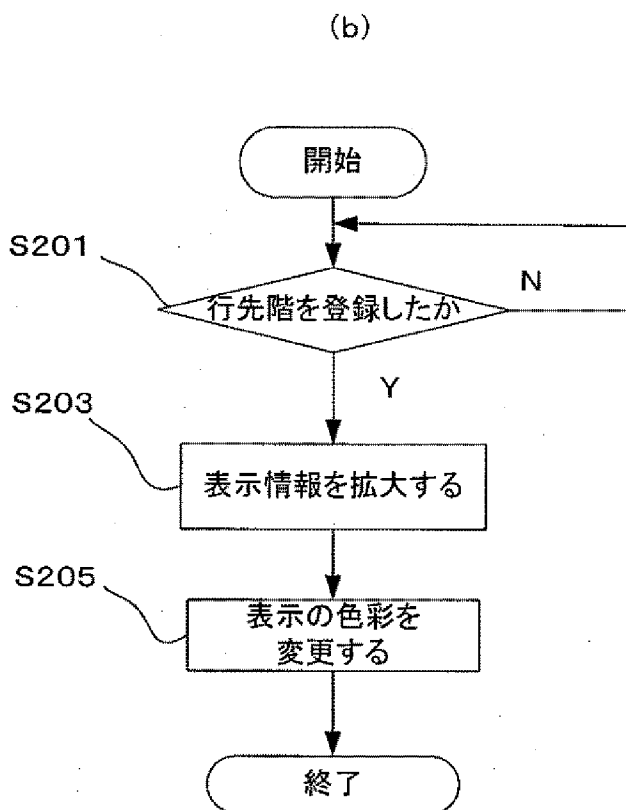 (b)
開始
S201
行先階を登録したか
N
Y
S203
表示情報を拡大する
S205
表示の色彩を
変更する
終了